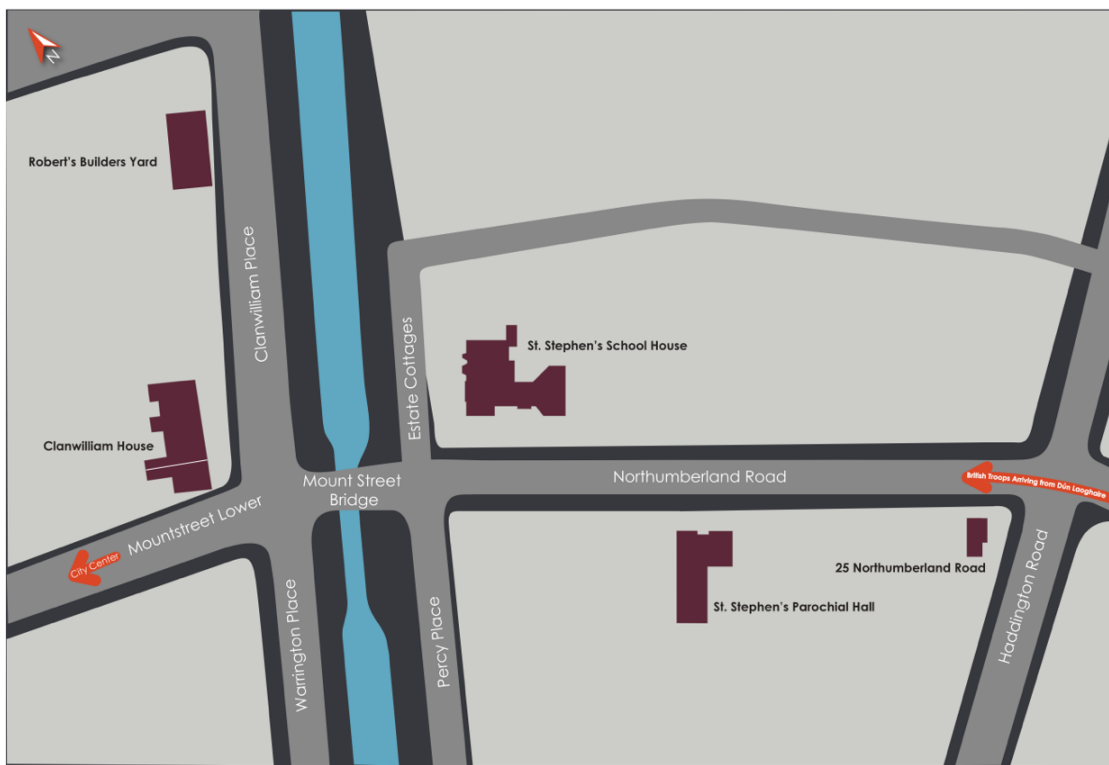 N
Robert's Builders Yard
Clanwilliam Place
Estate Cottages
St. Stephen's School House
Clanwilliam House
Mount Street
Bridge
Northumberland Road
British Troops Arriving from Dún Laoghaire
Mountstreet Lower
City Center
25 Northumberland Road
St. Stephen's Parochial Hall
Haddington Road
Warrington Place
Percy Place